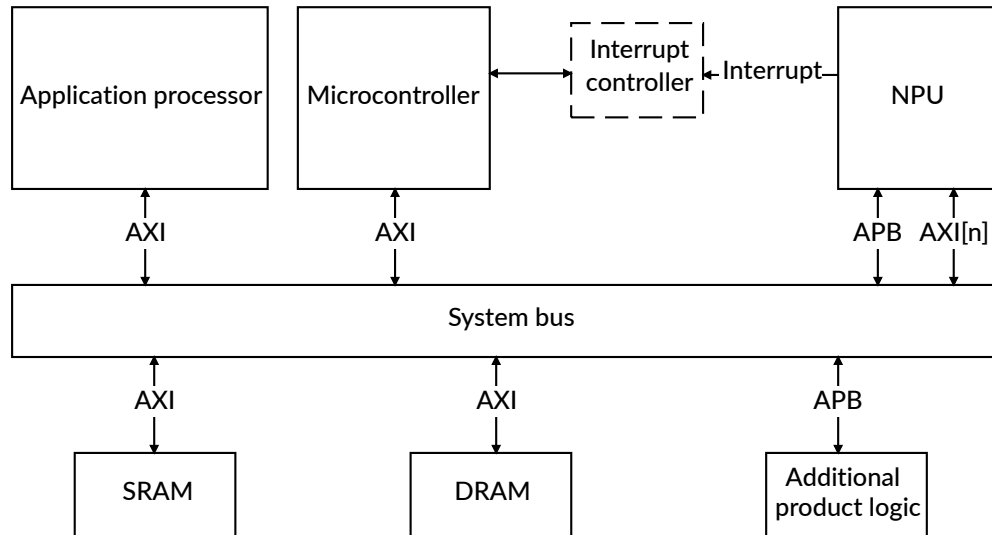 Application processor
Microcontroller
Interrupt
controller
Interrupt
NPU
AXI
AXI
APB
AXI[n]
System bus
AXI
AXI
APB
SRAM
DRAM
Additional
product logic